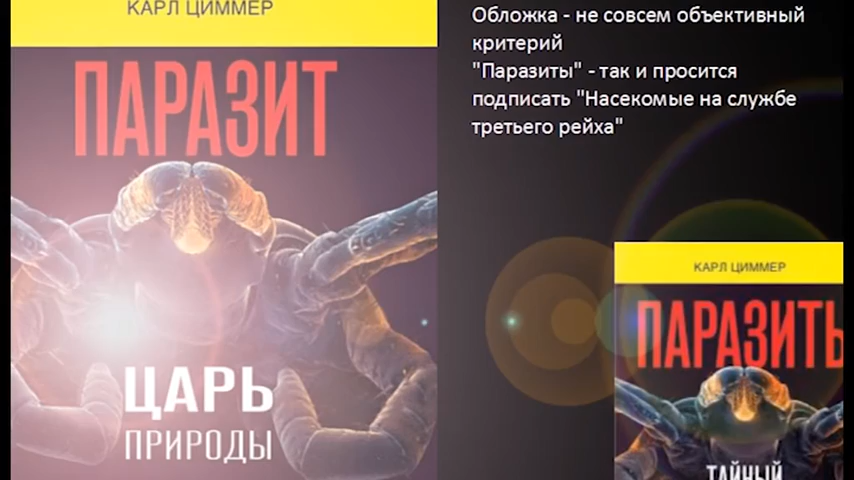 КАРЛ ЦИММЕР
ПАРАЗИТ
ЦАРЬ
ПРИРОДЫ
Обложка - не совсем объективный
критерий
"Паразиты" - так и просится
подписать "Насекомые на службе
третьего рейха"
КАРЛ ЦИММЕР
ПАРАЗИТЫ
ТАЙНЫЙ